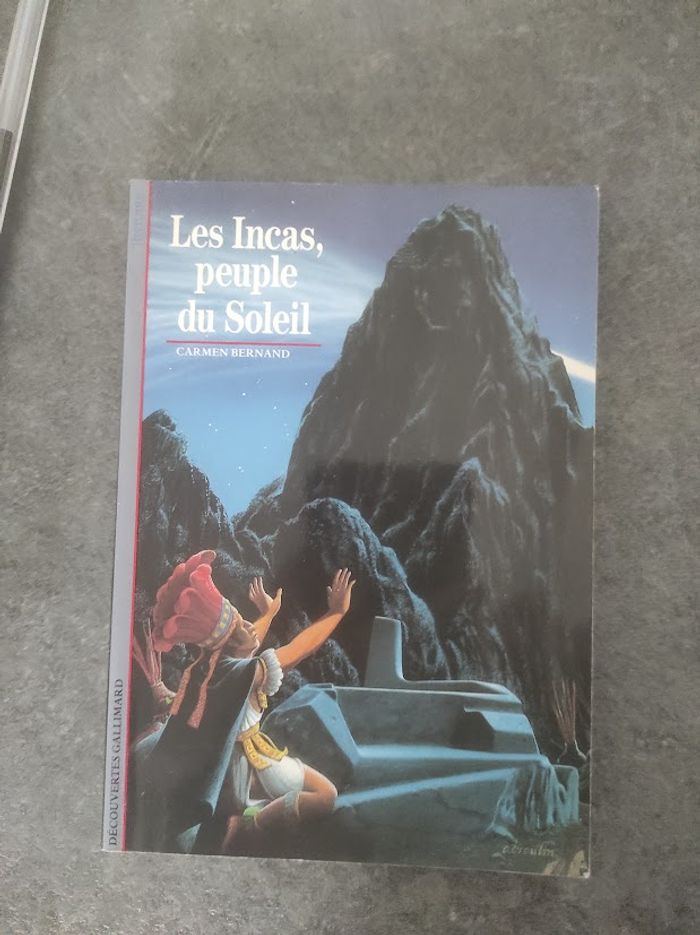 Les Incas,
peuple
du Soleil
CARMEN BERNAND
DÉCOUVERTES GALLIMARD